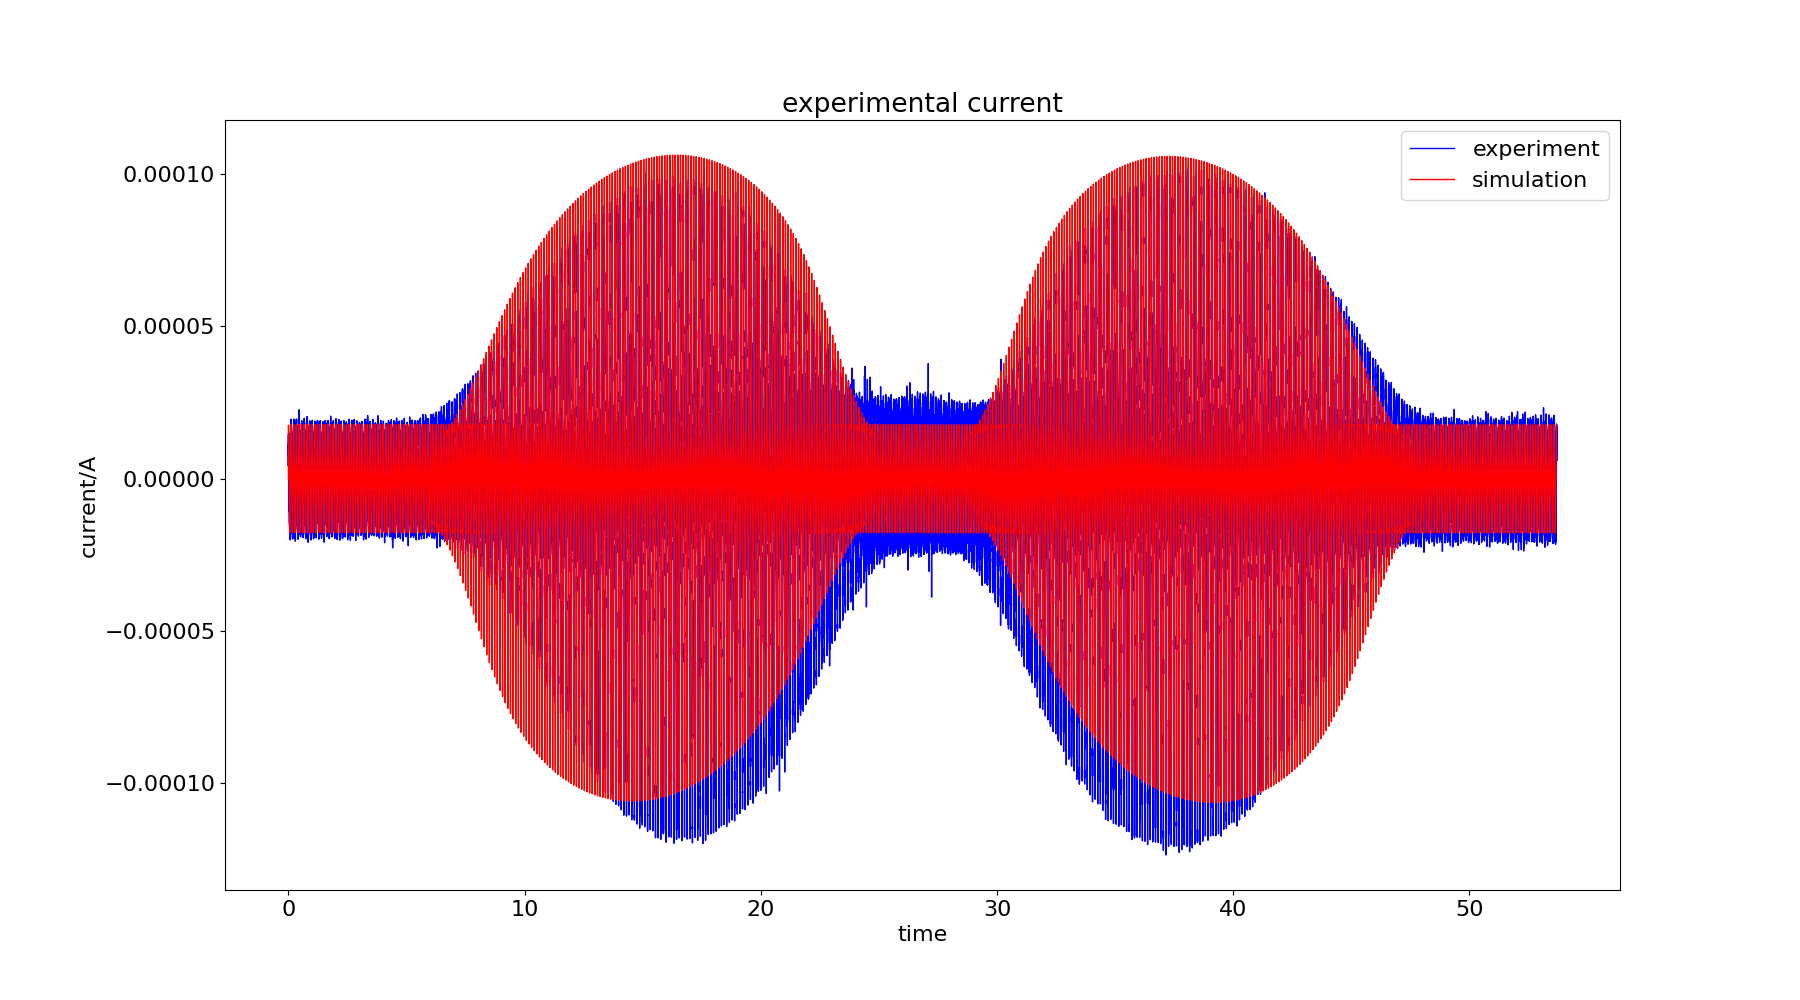 experimental current
experiment
simulation
0.00010
0.00005
0.00000
−0.00005
−0.00010
current/A
0 10 20 30 40 50
time